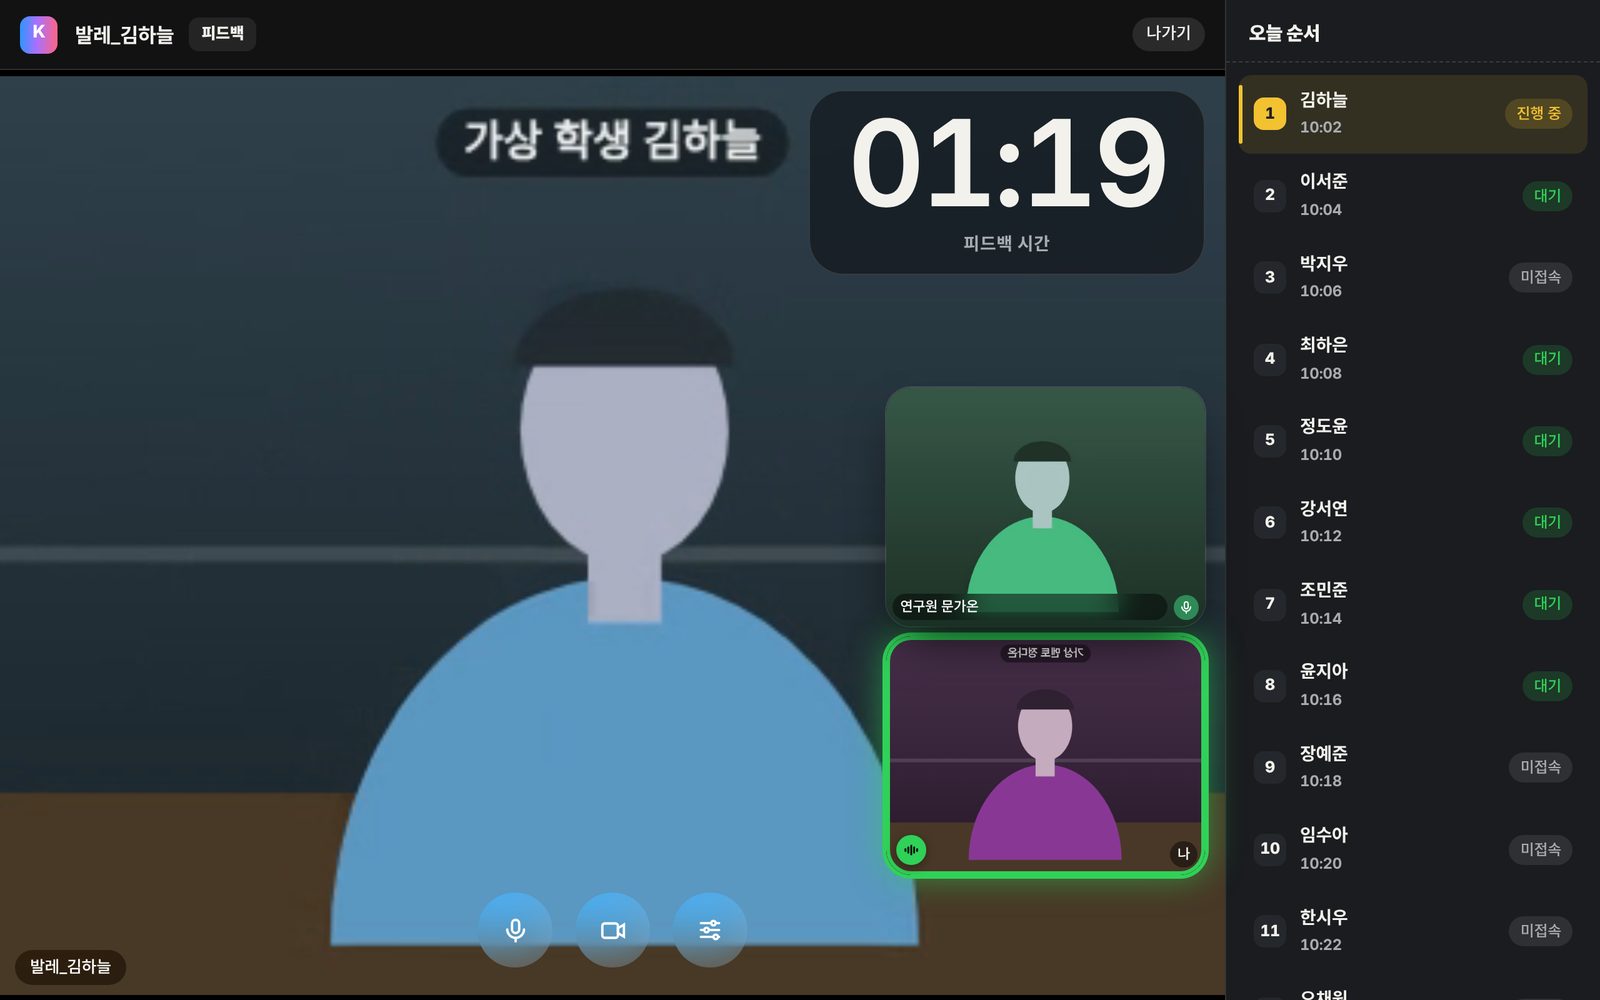 K
발레_김하늘
피드백
나가기
가상 학생 김하늘
01:19
피드백 시간
연구원 문가온
나
발레_김하늘
오늘 순서
1
김하늘
10:02
진행 중
2
이서준
10:04
대기
3
박지우
10:06
미접속
4
최하은
10:08
대기
5
정도윤
10:10
대기
6
강서연
10:12
대기
7
조민준
10:14
대기
8
윤지아
10:16
대기
9
장예준
10:18
미접속
10
임수아
10:20
미접속
11
한시우
10:22
미접속